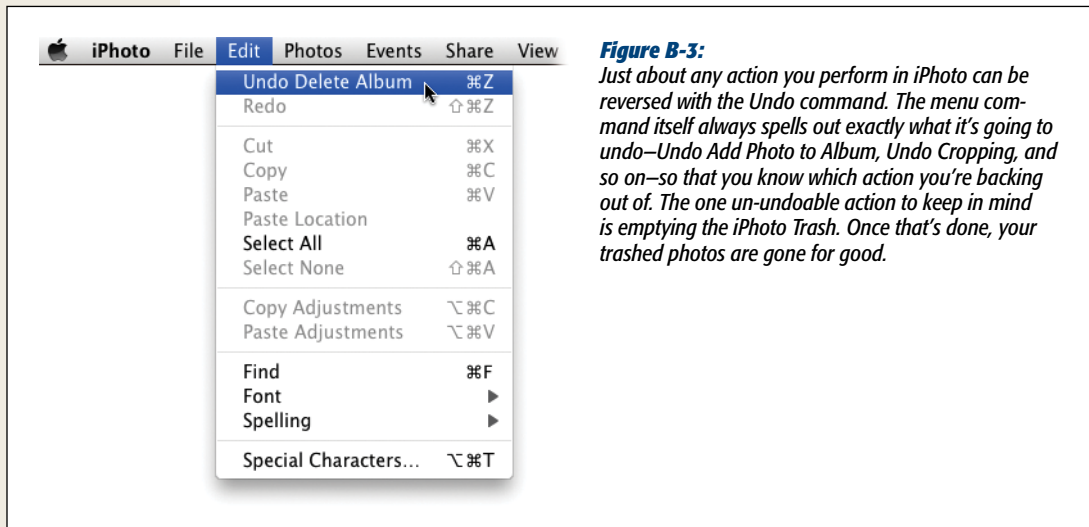 iPhoto File Edit Photos Events Share View
Undo Delete Album ⌘Z
Redo ⇧⌘Z
Cut ⌘X
Copy ⌘C
Paste ⌘V
Paste Location
Select All ⌘A
Select None ⇧⌘A
Copy Adjustments ⌥⌘C
Paste Adjustments ⌥⌘V
Find ⌘F
Font ▶
Spelling ▶
Special Characters... ⌥⌘T
Figure B-3:
Just about any action you perform in iPhoto can be
reversed with the Undo command. The menu com-
mand itself always spells out exactly what it's going to
undo—Undo Add Photo to Album, Undo Cropping, and
so on—so that you know which action you're backing
out of. The one un-undoable action to keep in mind
is emptying the iPhoto Trash. Once that's done, your
trashed photos are gone for good.